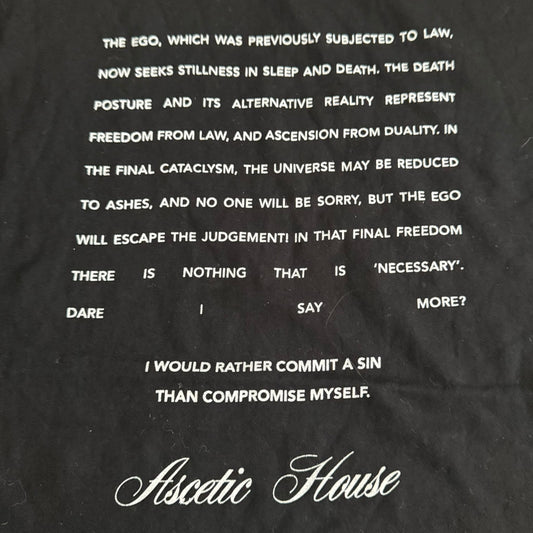 THE EGO, WHICH WAS PREVIOUSLY SUBJECTED TO LAW,
NOW SEEKS STILLNESS IN SLEEP AND DEATH. THE DEATH
POSTURE AND ITS ALTERNATIVE REALITY REPRESENT
FREEDOM FROM LAW, AND ASCENSION FROM DUALITY. IN
THE FINAL CATACLYSM, THE UNIVERSE MAY BE REDUCED
TO ASHES, AND NO ONE WILL BE SORRY, BUT THE EGO
WILL ESCAPE THE JUDGEMENT! IN THAT FINAL FREEDOM
THERE IS NOTHING THAT IS 'NECESSARY'.
DARE I SAY MORE?
I WOULD RATHER COMMIT A SIN
THAN COMPROMISE MYSELF.
Ascetic House